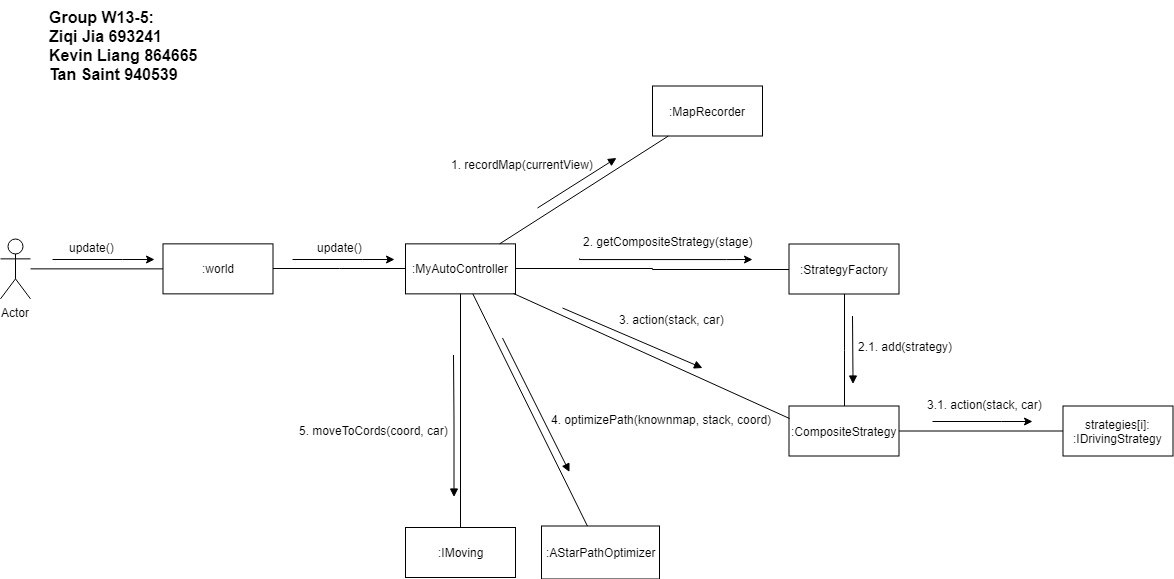 Group W13-5:
Ziqi Jia 693241
Kevin Liang 864665
Tan Saint 940539
:MapRecorder
1. recordMap(currentView)
update()
update()
2. getCompositeStrategy(stage)
:world
:MyAutoController
:StrategyFactory
Actor
3. action(stack, car)
2.1. add(strategy)
3.1. action(stack, car)
4. optimizePath(knownmap, stack, coord)
5. moveToCords(coord, car)
:CompositeStrategy
strategies[i]:
:IDrivingStrategy
:IMoving
:AStarPathOptimizer